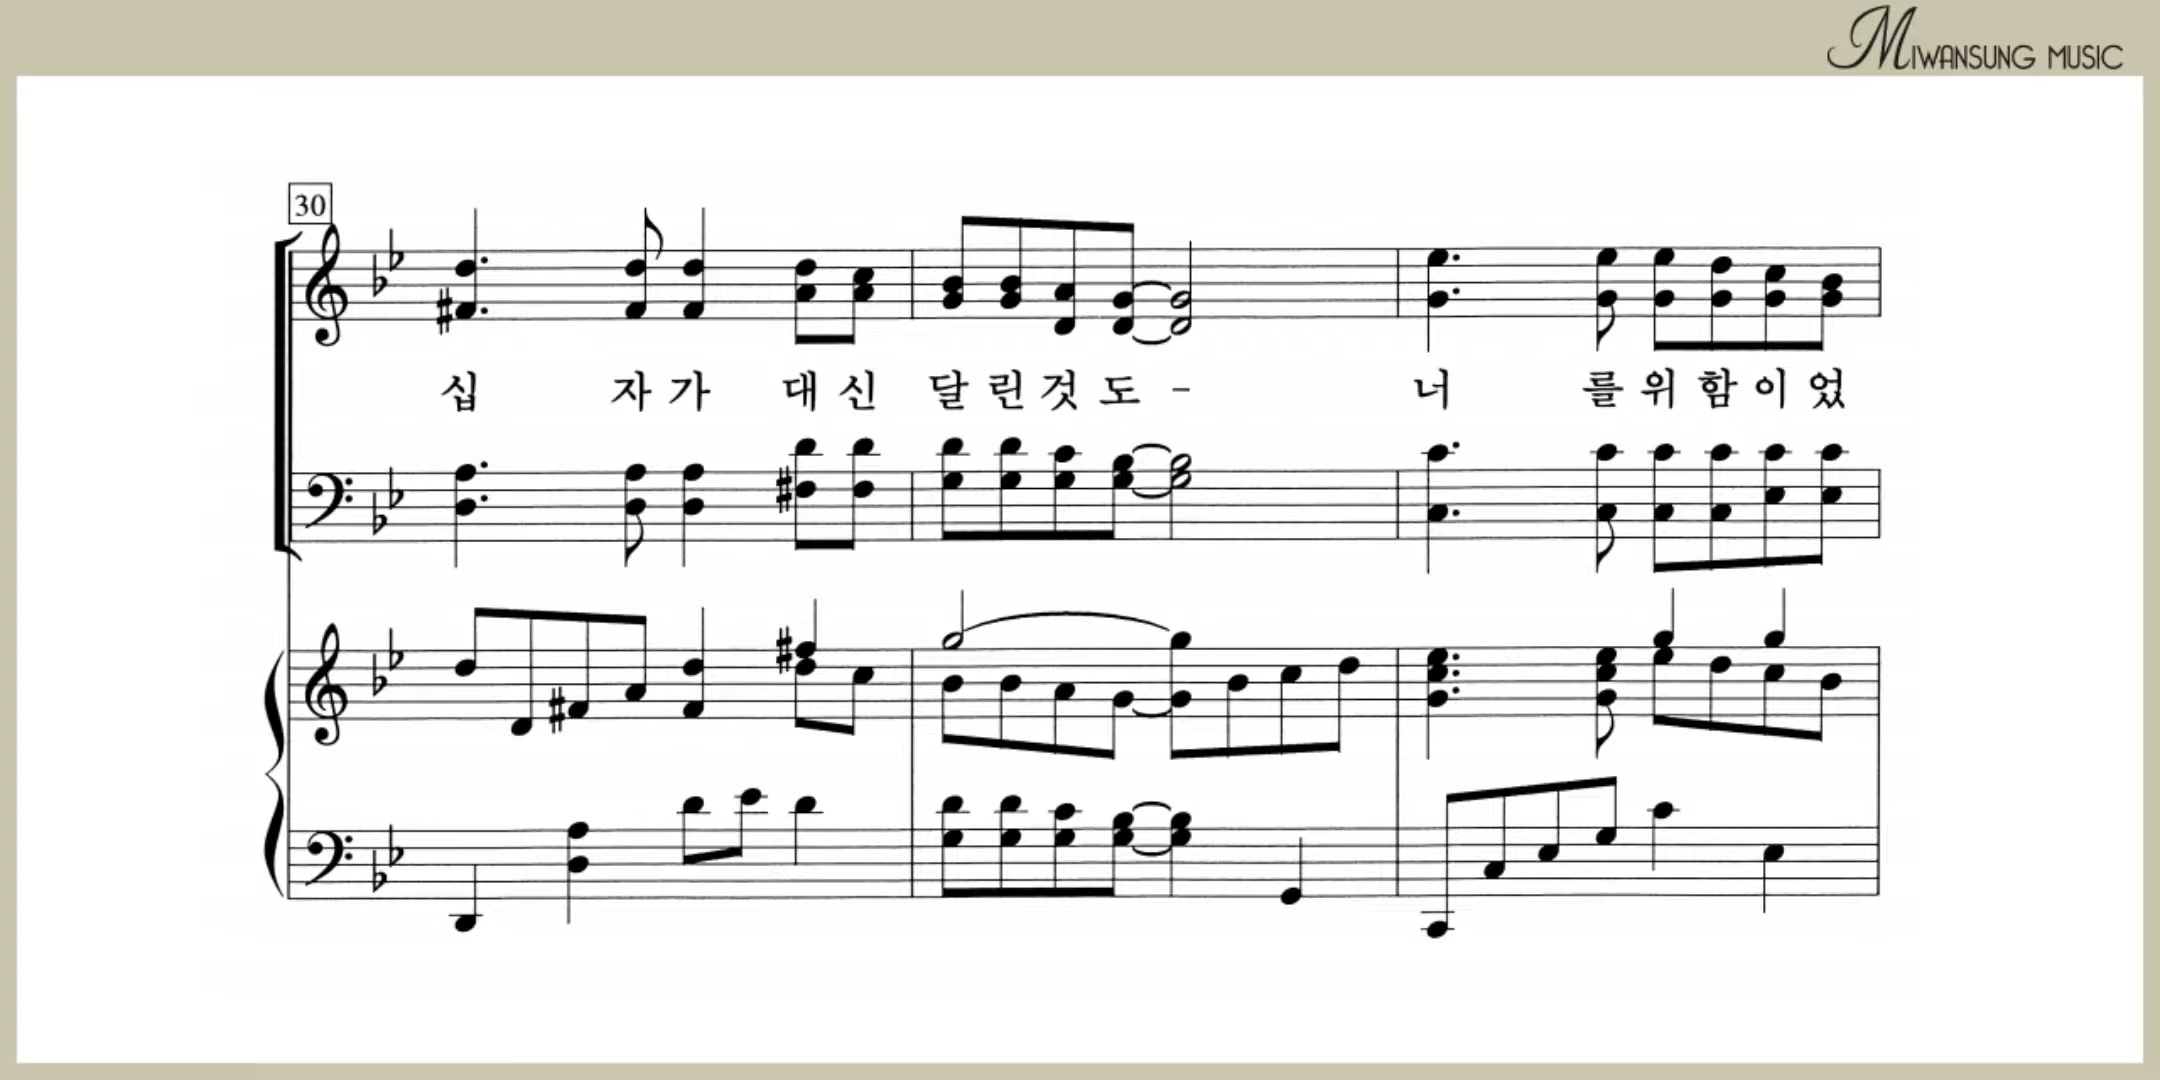 MIWANSUNG MUSIC
30
십 자 가 대 신 달 린 것 도 - 너 를 위 함 이 었